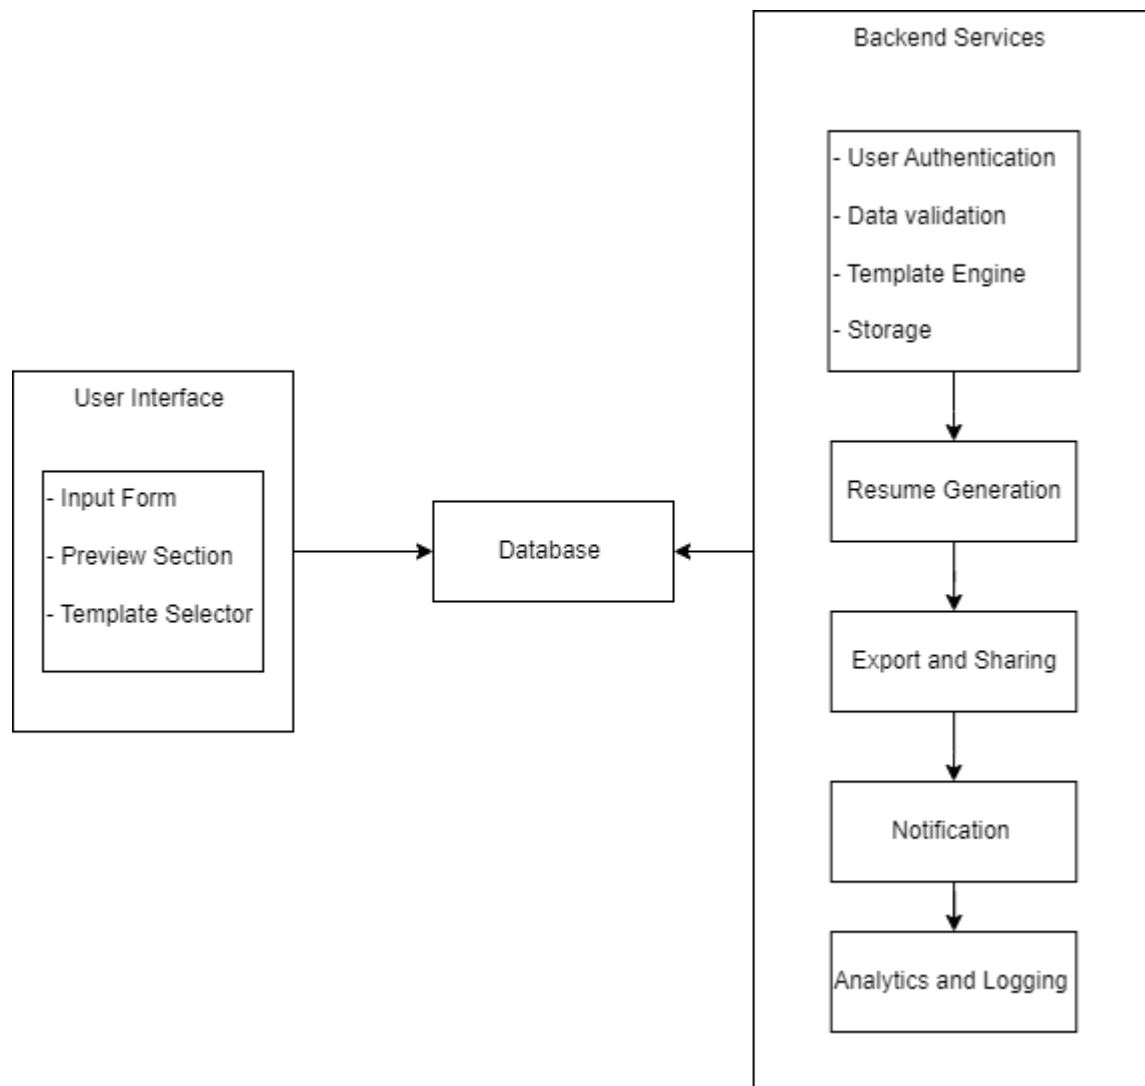 User Interface
- Input Form
- Preview Section
- Template Selector
Database
Backend Services
- User Authentication
- Data validation
- Template Engine
- Storage
Resume Generation
Export and Sharing
Notification
Analytics and Logging